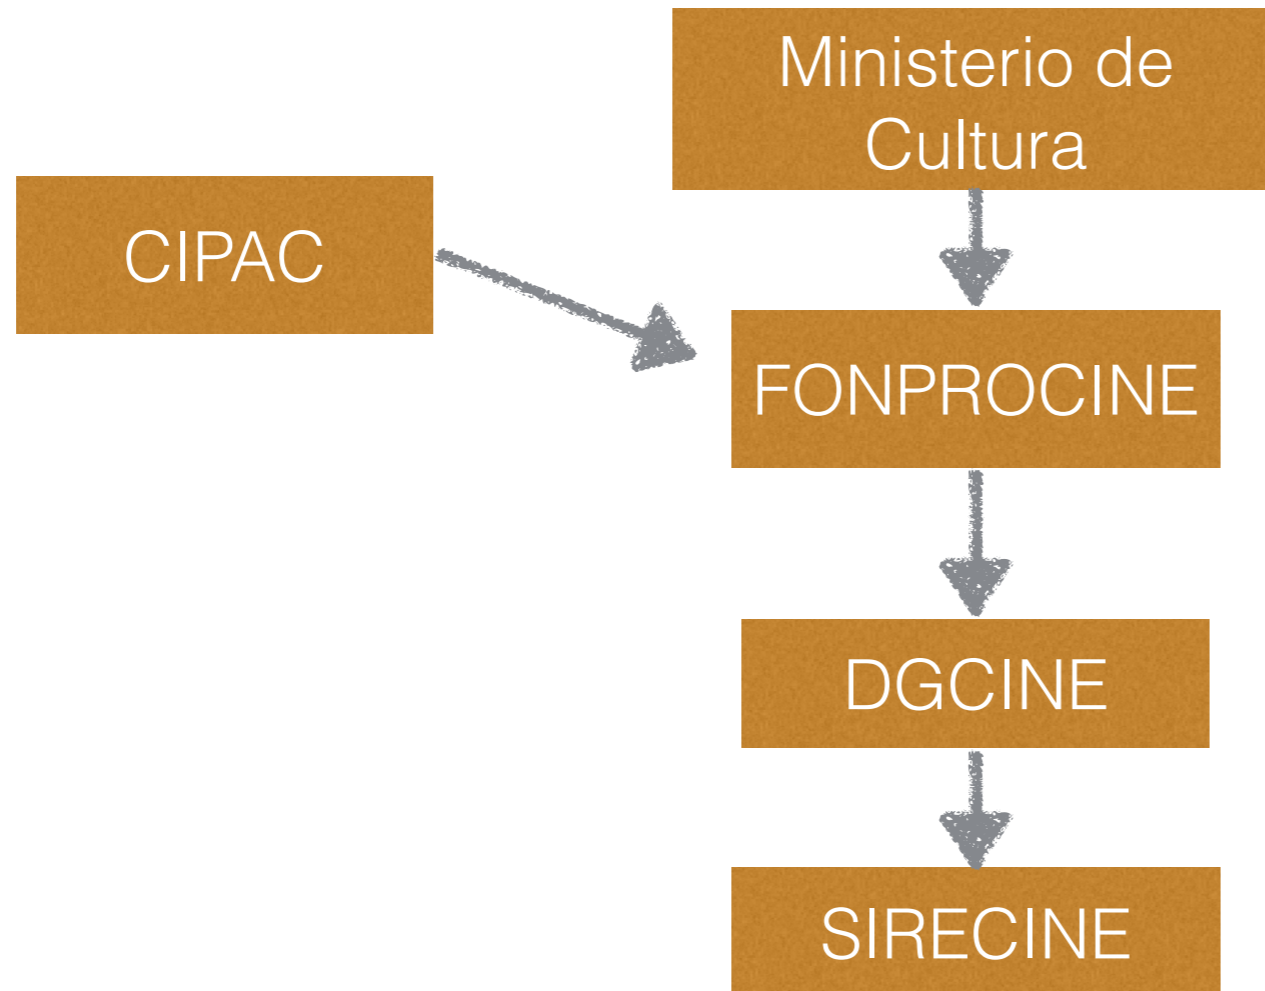 Ministerio de
Cultura
CIPAC
FONPROCINE
DGCINE
SIRECINE